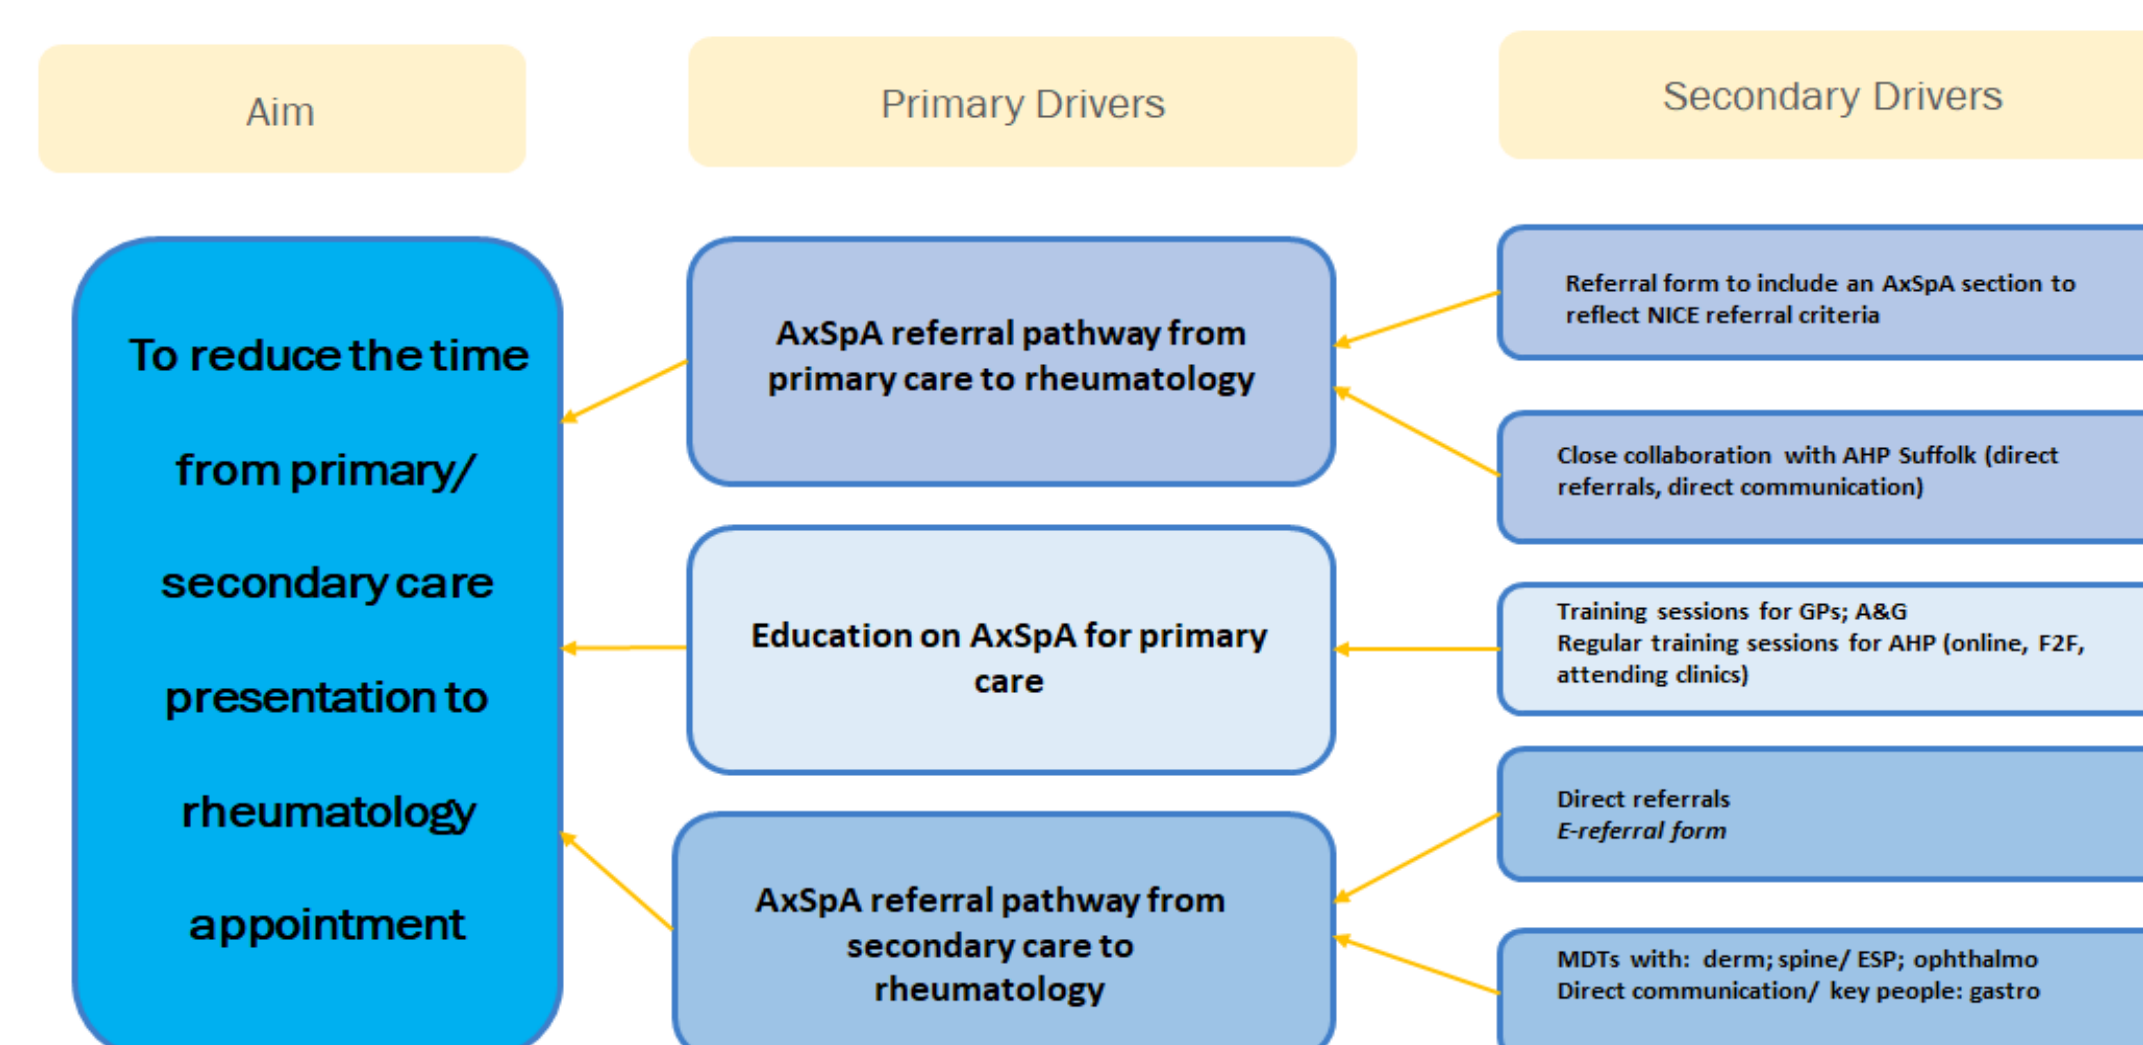 Aim
Primary Drivers
Secondary Drivers
To reduce the time
from primary/
secondary care
presentation to
rheumatology
appointment
AxSpA referral pathway from
primary care to rheumatology
Education on AxSpA for primary
care
AxSpA referral pathway from
secondary care to
rheumatology
Referral form to include an AxSpA section to
reflect NICE referral criteria
Close collaboration with AHP Suffolk (direct
referrals, direct communication)
Training sessions for GPs; A&G
Regular training sessions for AHP (online, F2F,
attending clinics)
Direct referrals
E-referral form
MDTs with: derm; spine/ ESP; ophthalmo
Direct communication/ key people: gastro